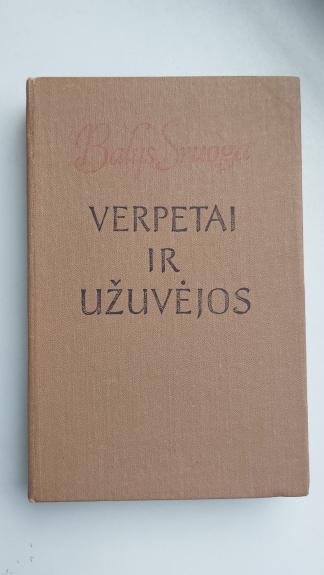 Balys Sruoga
VERPETAI
IR
UŽUVĖJOS